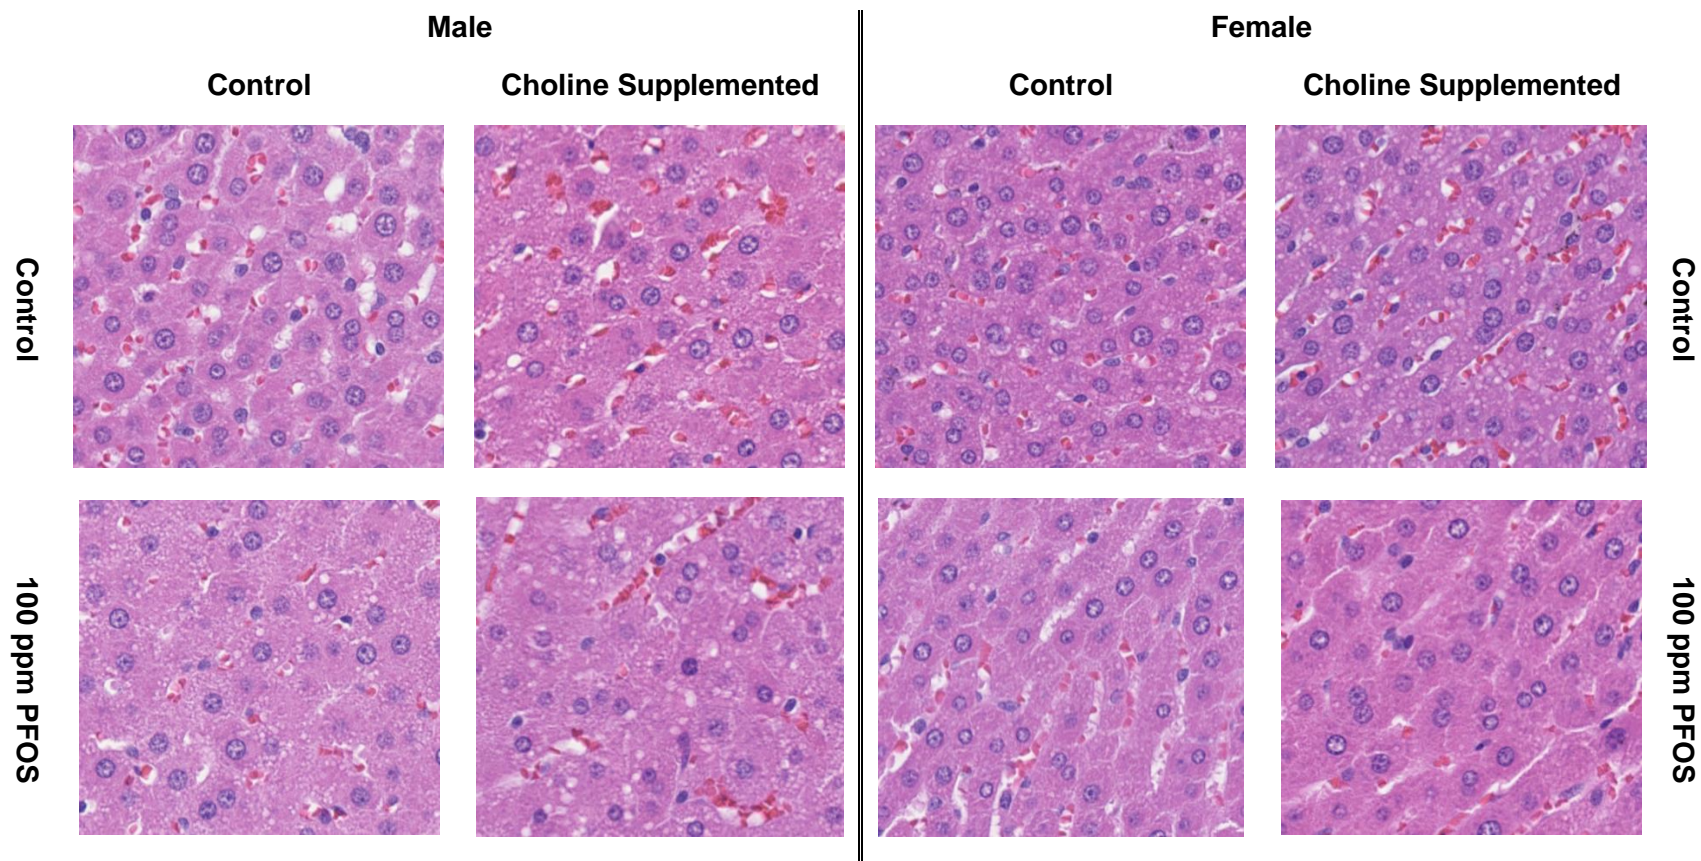 Male
Female
Control
Choline Supplemented
Control
Choline Supplemented
Control
Control
100 ppm PFOS
100 ppm PFOS